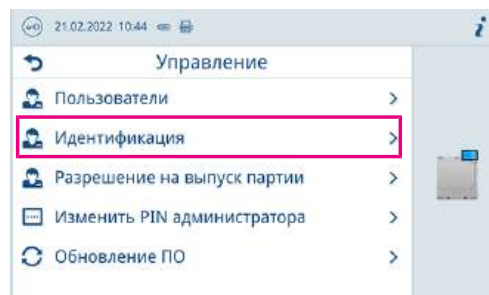 21.02.2022 10:44
i
Управление
Пользователи
Идентификация
Разрешение на выпуск партии
Изменить PIN администратора
Обновление ПО